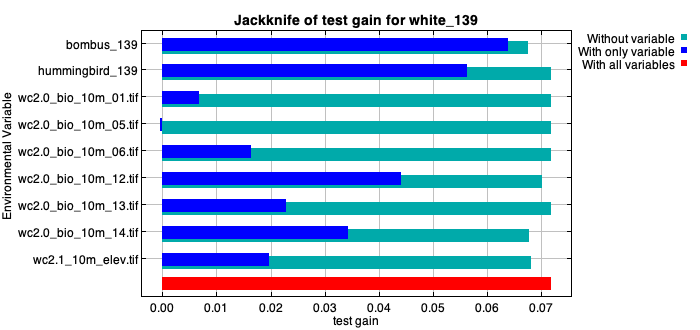 Jackknife of test gain for white_139
Without variable
With only variable
With all variables
Environmental Variable
bombus_139
hummingbird_139
wc2.0_bio_10m_01.tif
wc2.0_bio_10m_05.tif
wc2.0_bio_10m_06.tif
wc2.0_bio_10m_12.tif
wc2.0_bio_10m_13.tif
wc2.0_bio_10m_14.tif
wc2.1_10m_elev.tif
0.00 0.01 0.02 0.03 0.04 0.05 0.06 0.07
test gain